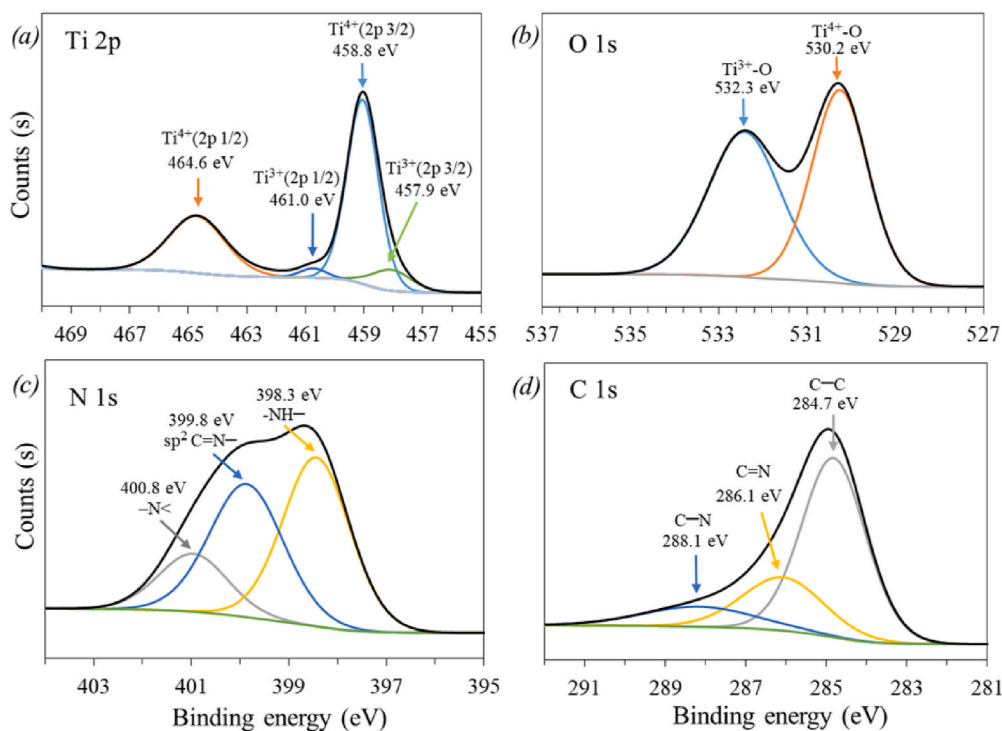 (a)
Ti 2p
Ti⁴⁺(2p 3/2)
458.8 eV
Ti⁴⁺(2p 1/2)
464.6 eV
Ti³⁺(2p 1/2)
461.0 eV
Ti³⁺(2p 3/2)
457.9 eV
Counts (s)
469 467 465 463 461 459 457 455
(b)
O 1s
Ti⁴⁺-O
530.2 eV
Ti³⁺-O
532.3 eV
537 535 533 531 529 527
(c)
N 1s
398.3 eV
-NH−
399.8 eV
sp² C=N−
400.8 eV
−N<
Counts (s)
403 401 399 397 395
Binding energy (eV)
(d)
C 1s
C−C
284.7 eV
C=N
286.1 eV
C−N
288.1 eV
291 289 287 285 283 281
Binding energy (eV)